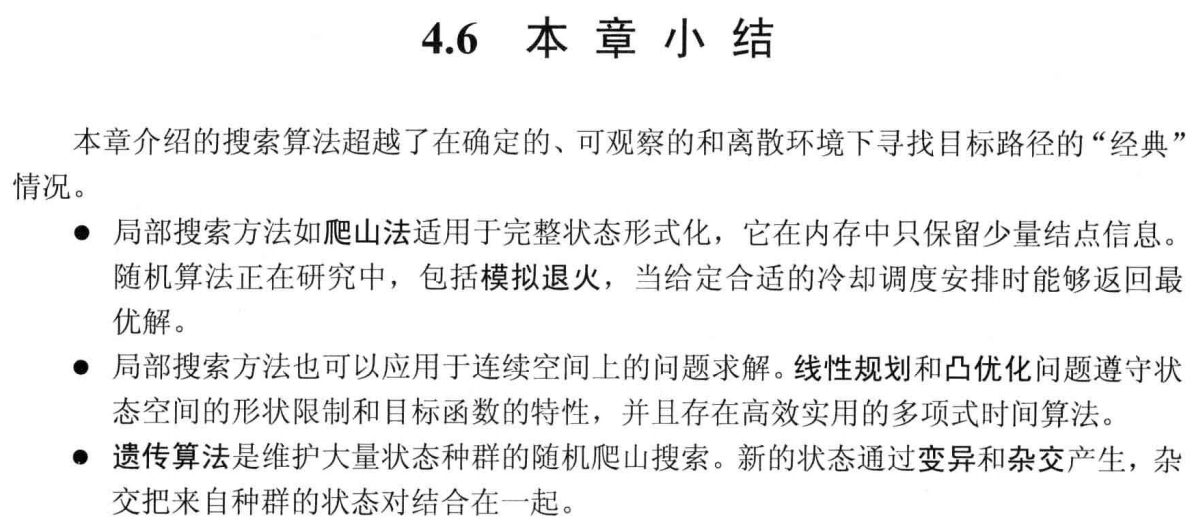 4.6 本章小结
本章介绍的搜索算法超越了在确定的、可观察的和离散环境下寻找目标路径的“经典”
情况。
● 局部搜索方法如爬山法适用于完整状态形式化，它在内存中只保留少量结点信息。
随机算法正在研究中，包括模拟退火，当给定合适的冷却调度安排时能够返回最
优解。
● 局部搜索方法也可以应用于连续空间上的问题求解。线性规划和凸优化问题遵守状
态空间的形状限制和目标函数的特性，并且存在高效实用的多项式时间算法。
● 遗传算法是维护大量状态种群的随机爬山搜索。新的状态通过变异和杂交产生，杂
交把来自种群的状态对结合在一起。